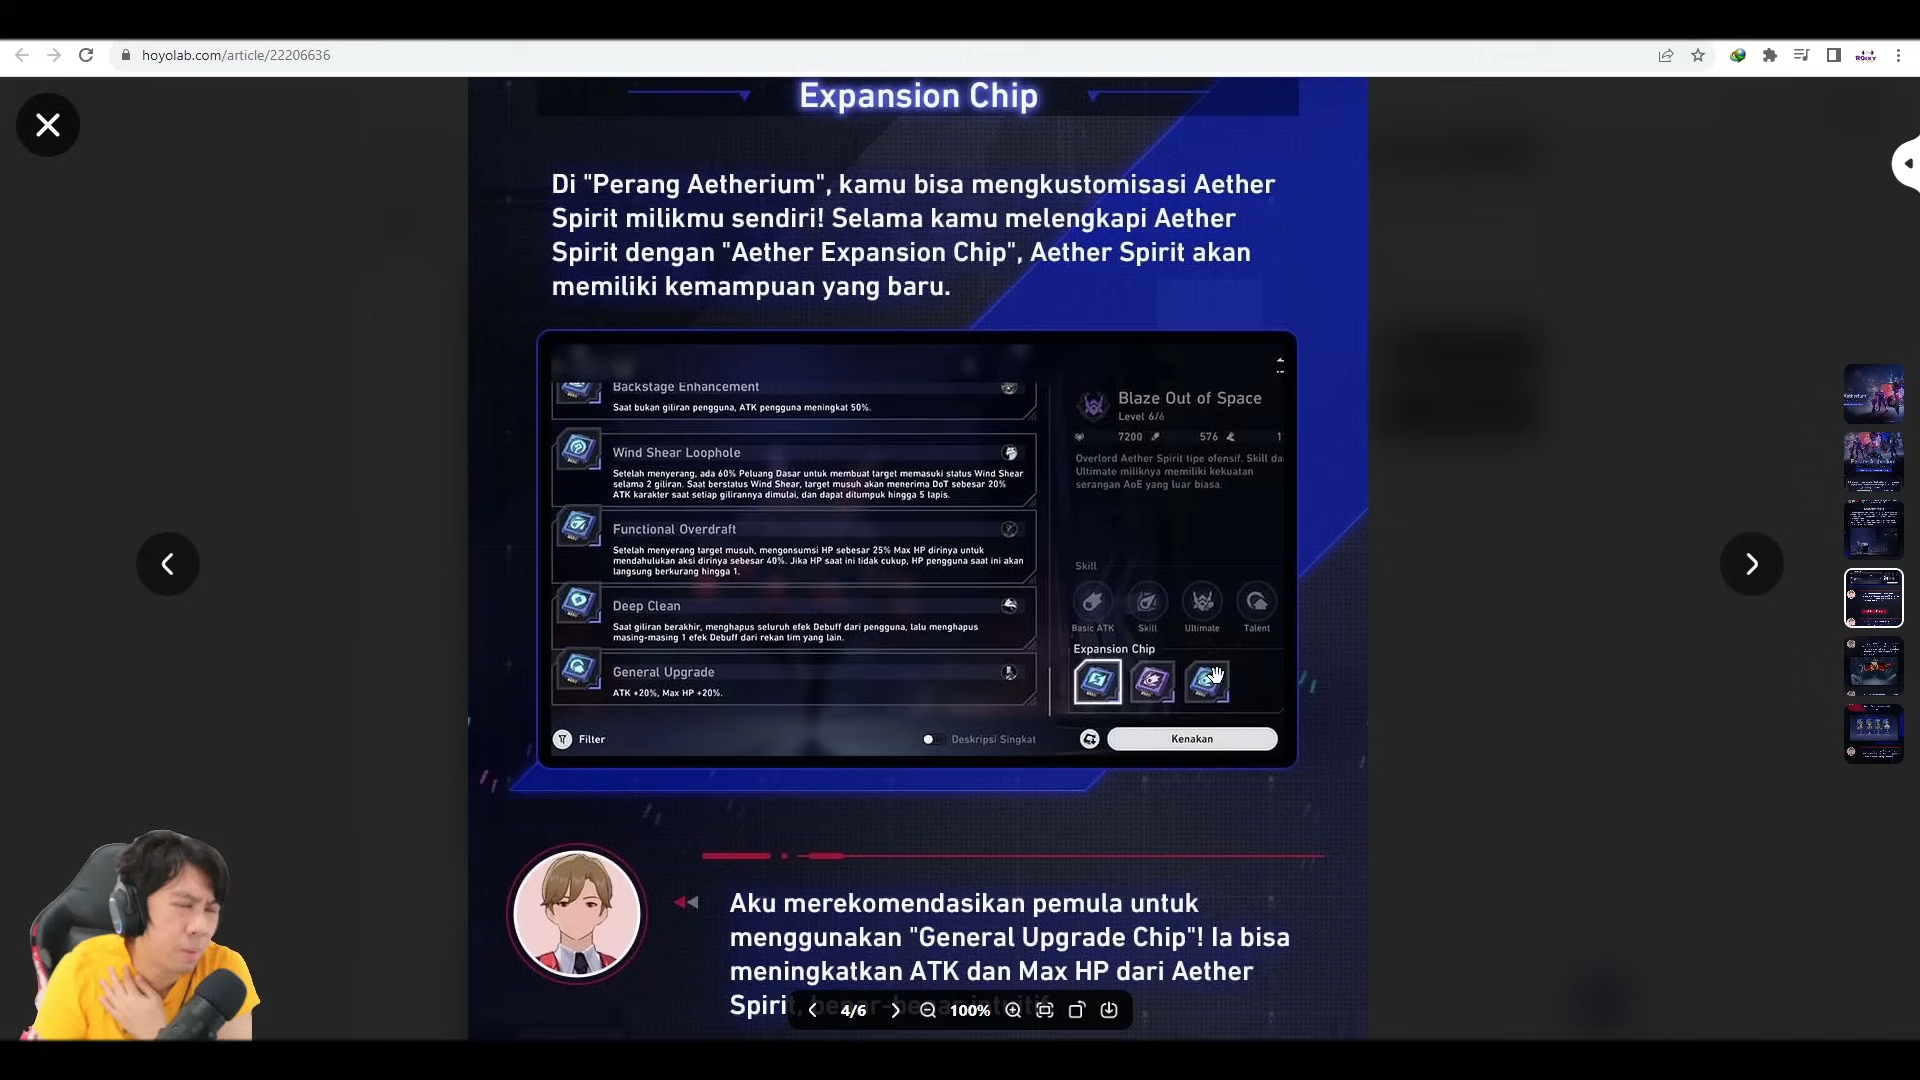 hoyolab.com/article/22206636
ROIXY
Expansion Chip
Di "Perang Aetherium", kamu bisa mengkustomisasi Aether
Spirit milikmu sendiri! Selama kamu melengkapi Aether
Spirit dengan "Aether Expansion Chip", Aether Spirit akan
memiliki kemampuan yang baru.
Backstage Enhancement
Saat bukan giliran pengguna, ATK pengguna meningkat 50%.
Wind Shear Loophole
Setelah menyerang, ada 60% Peluang Dasar untuk membuat target memasuki status Wind Shear
selama 2 giliran. Saat berstatus Wind Shear, target musuh akan menerima DoT sebesar 20%
ATK karakter saat setiap gilirannya dimulai, dan dapat ditumpuk hingga 5 lapis.
Functional Overdraft
Setelah menyerang target musuh, mengonsumsi HP sebesar 25% Max HP dirinya untuk
mendahulukan aksi dirinya sebesar 40%. Jika HP saat ini tidak cukup, HP pengguna saat ini akan
langsung berkurang hingga 1.
Deep Clean
Saat giliran berakhir, menghapus seluruh efek Debuff dari pengguna, lalu menghapus
masing-masing 1 efek Debuff dari rekan tim yang lain.
General Upgrade
ATK +20%, Max HP +20%.
Filter
Deskripsi Singkat
Blaze Out of Space
Level 6/6
7200 576
Overlord Aether Spirit tipe ofensif. Skill da
Ultimate miliknya memiliki kekuatan
serangan AoE yang luar biasa.
Skill
Basic ATK Skill Ultimate Talent
Expansion Chip
Kenakan
Aku merekomendasikan pemula untuk
menggunakan "General Upgrade Chip"! Ia bisa
meningkatkan ATK dan Max HP dari Aether
Spirit, benar-benar intuitif.
4/6 100%